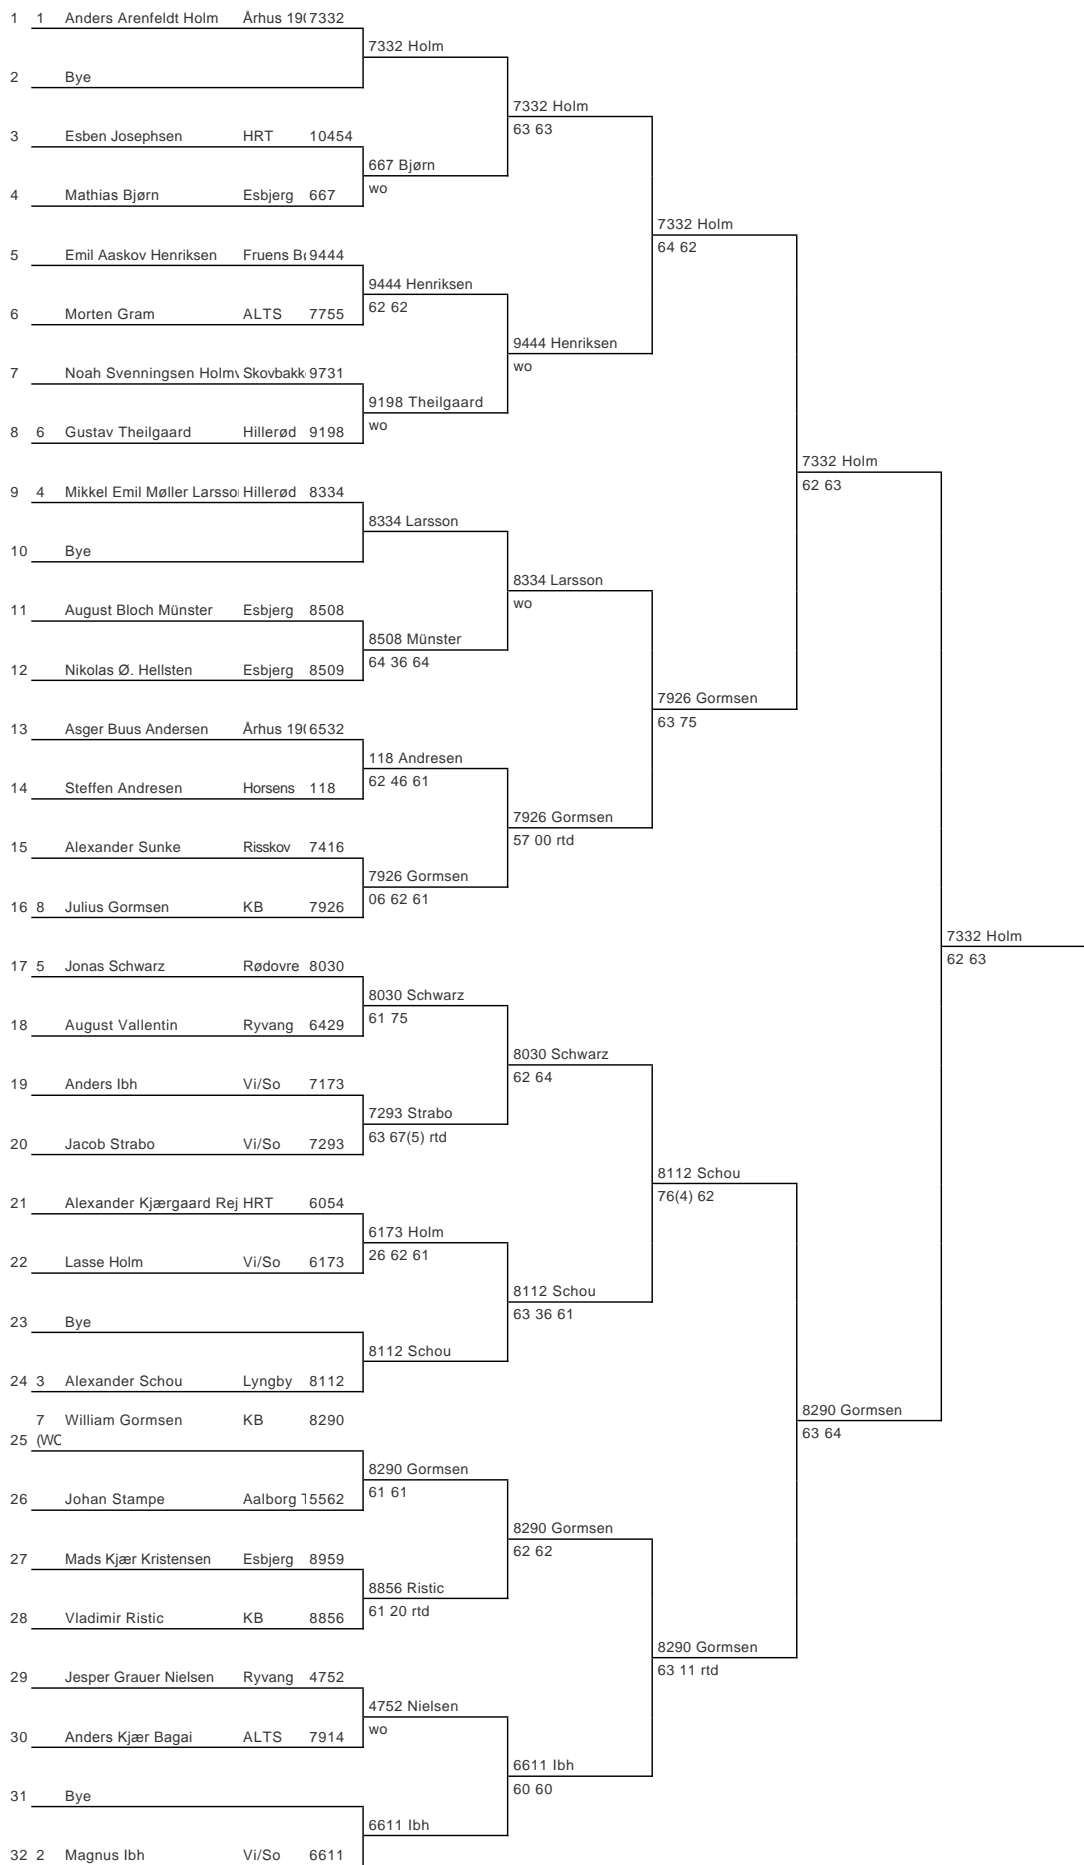 1 1 Anders Arenfeldt Holm Århus 190 7332
7332 Holm
2 Bye
7332 Holm
3 Esben Josephsen HRT 10454
63 63
667 Bjørn
4 Mathias Bjørn Esbjerg 667
wo
7332 Holm
5 Emil Aaskov Henriksen Fruens Bø 9444
64 62
9444 Henriksen
6 Morten Gram ALTS 7755
62 62
9444 Henriksen
7 Noah Svenningsen Holm Skovbakk 9731
wo
9198 Theilgaard
8 6 Gustav Theilgaard Hillerød 9198
wo
7332 Holm
9 4 Mikkel Emil Møller Larsso Hillerød 8334
62 63
8334 Larsson
10 Bye
8334 Larsson
11 August Bloch Münster Esbjerg 8508
wo
8508 Münster
12 Nikolas Ø. Hellsten Esbjerg 8509
64 36 64
7926 Gormsen
13 Asger Buus Andersen Århus 190 6532
63 75
118 Andresen
14 Steffen Andresen Horsens 118
62 46 61
7926 Gormsen
15 Alexander Sunke Risskov 7416
57 00 rtd
7926 Gormsen
16 8 Julius Gormsen KB 7926
06 62 61
7332 Holm
17 5 Jonas Schwarz Rødovre 8030
62 63
8030 Schwarz
18 August Vallentin Ryvang 6429
61 75
8030 Schwarz
19 Anders Ibh Vi/So 7173
62 64
7293 Strabo
20 Jacob Strabo Vi/So 7293
63 67(5) rtd
8112 Schou
21 Alexander Kjærgaard Rej HRT 6054
76(4) 62
6173 Holm
22 Lasse Holm Vi/So 6173
26 62 61
8112 Schou
23 Bye
63 36 61
8112 Schou
24 3 Alexander Schou Lyngby 8112
7 William Gormsen KB 8290
8290 Gormsen
25 (WC
63 64
8290 Gormsen
26 Johan Stampe Aalborg 5562
61 61
8290 Gormsen
27 Mads Kjær Kristensen Esbjerg 8959
62 62
8856 Ristic
28 Vladimir Ristic KB 8856
61 20 rtd
8290 Gormsen
29 Jesper Grauer Nielsen Ryvang 4752
63 11 rtd
4752 Nielsen
30 Anders Kjær Bagai ALTS 7914
wo
6611 Ibh
31 Bye
60 60
6611 Ibh
32 2 Magnus Ibh Vi/So 6611